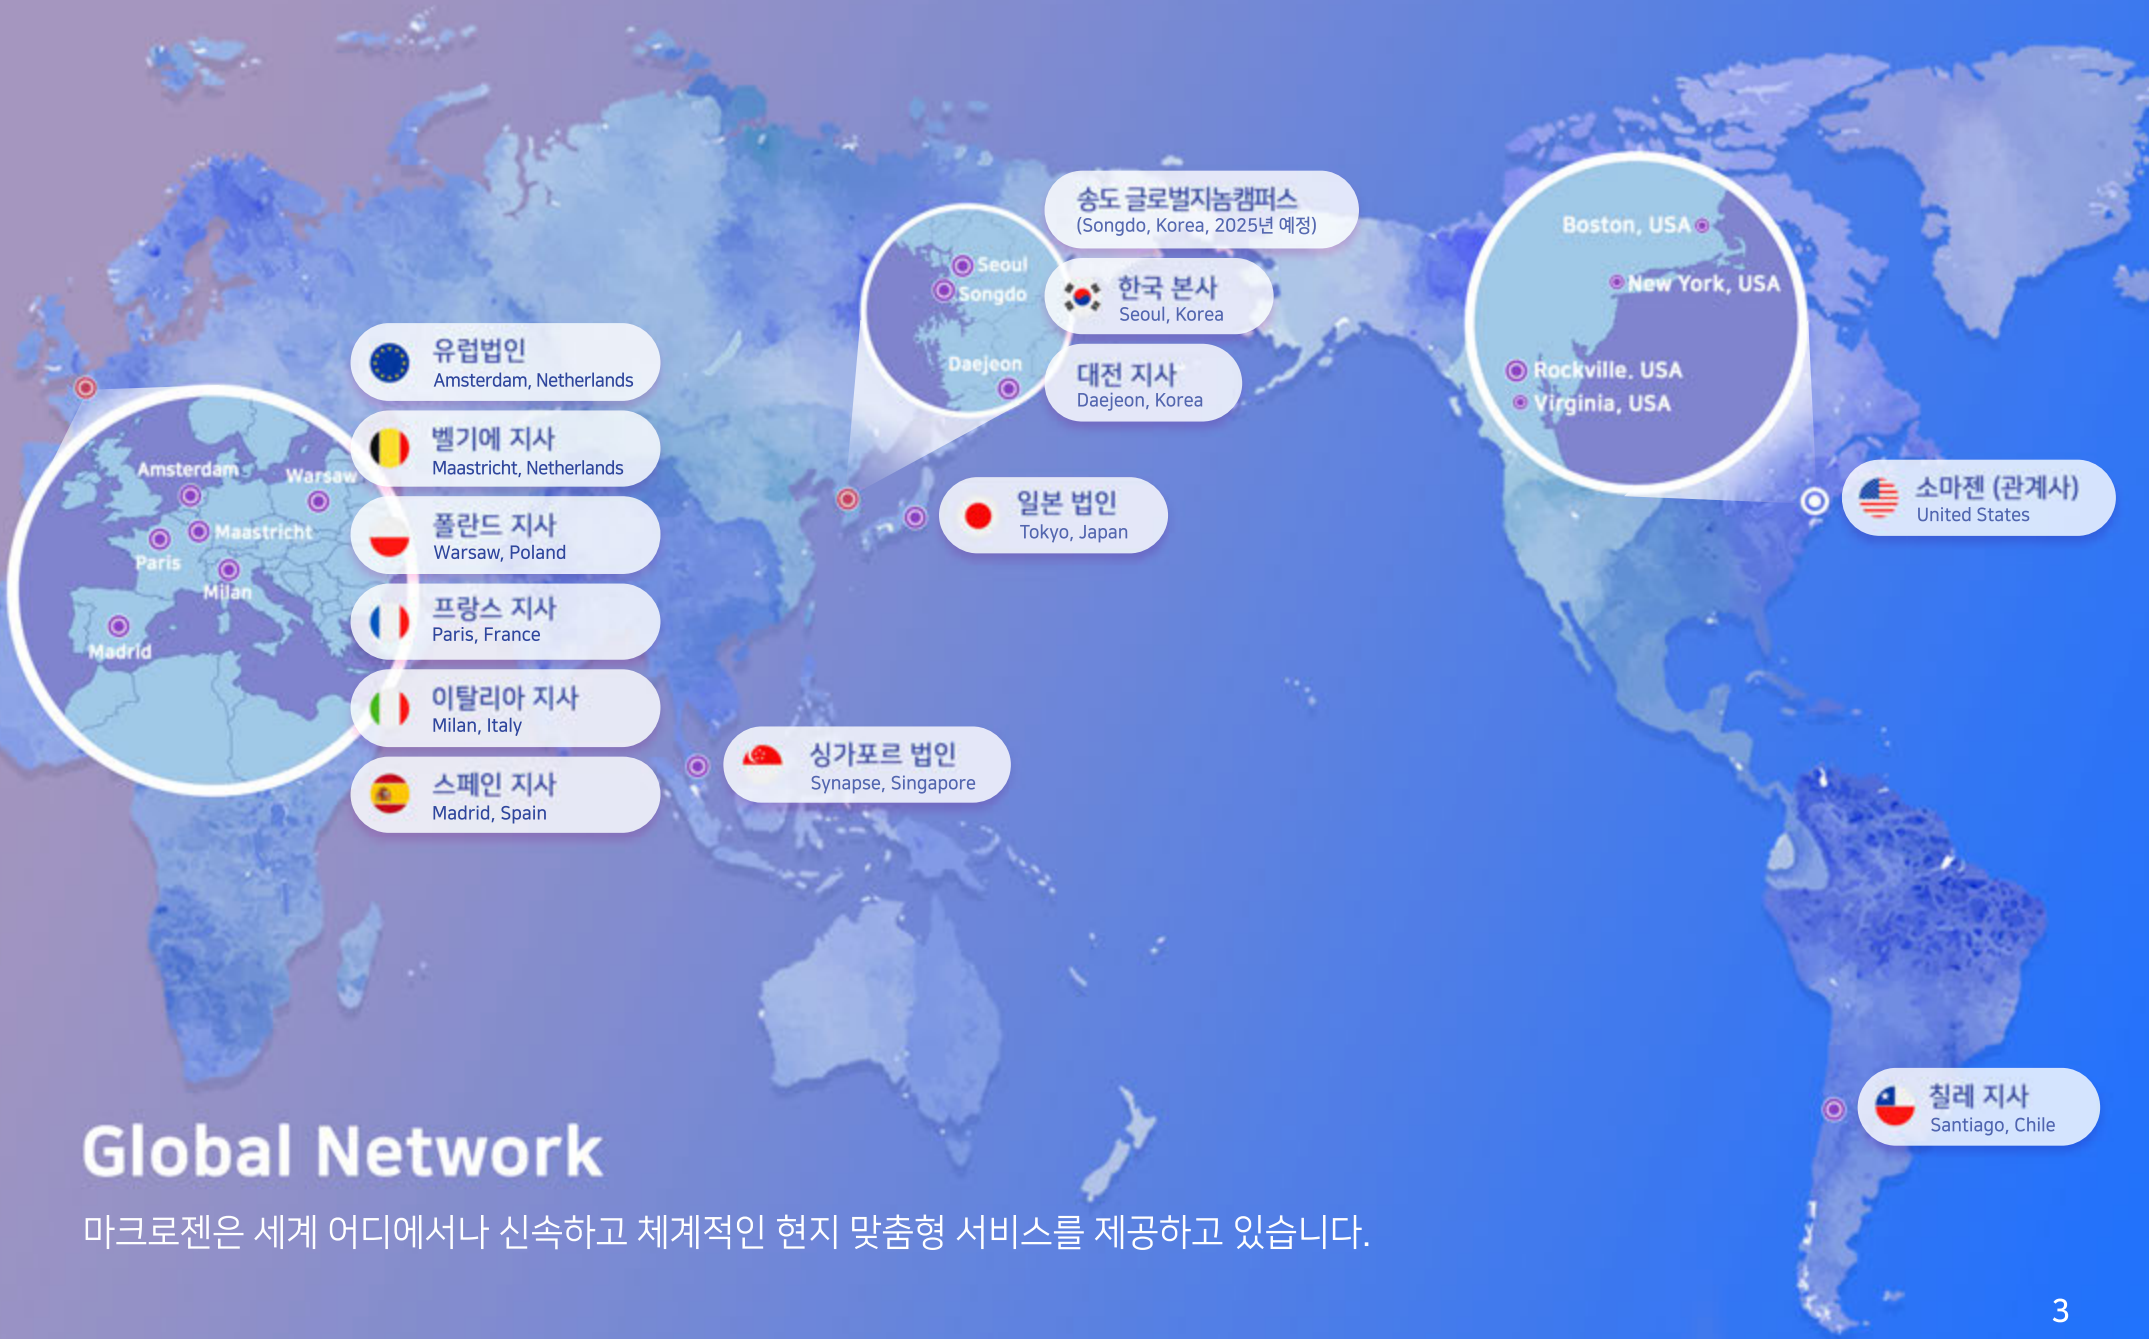 송도 글로벌지놈캠퍼스
(Songdo, Korea, 2025년 예정)
Seoul
Songdo
Daejeon
한국 본사
Seoul, Korea
대전 지사
Daejeon, Korea
Boston, USA
New York, USA
Rockville. USA
Virginia, USA
유럽법인
Amsterdam, Netherlands
벨기에 지사
Maastricht, Netherlands
폴란드 지사
Warsaw, Poland
프랑스 지사
Paris, France
이탈리아 지사
Milan, Italy
스페인 지사
Madrid, Spain
Amsterdam
Warsaw
Maastricht
Paris
Milan
Madrid
일본 법인
Tokyo, Japan
소마젠 (관계사)
United States
싱가포르 법인
Synapse, Singapore
칠레 지사
Santiago, Chile
Global Network
마크로젠은 세계 어디에서나 신속하고 체계적인 현지 맞춤형 서비스를 제공하고 있습니다.
3